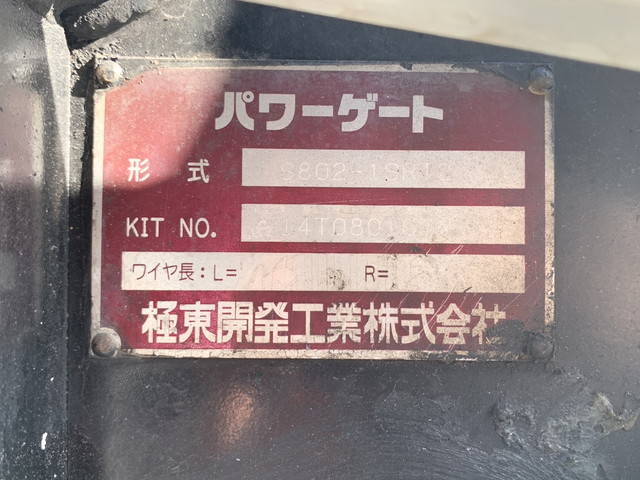 パワーゲート
形 式
KIT NO.
ワイヤ長:L= R=
極東開発工業株式会社